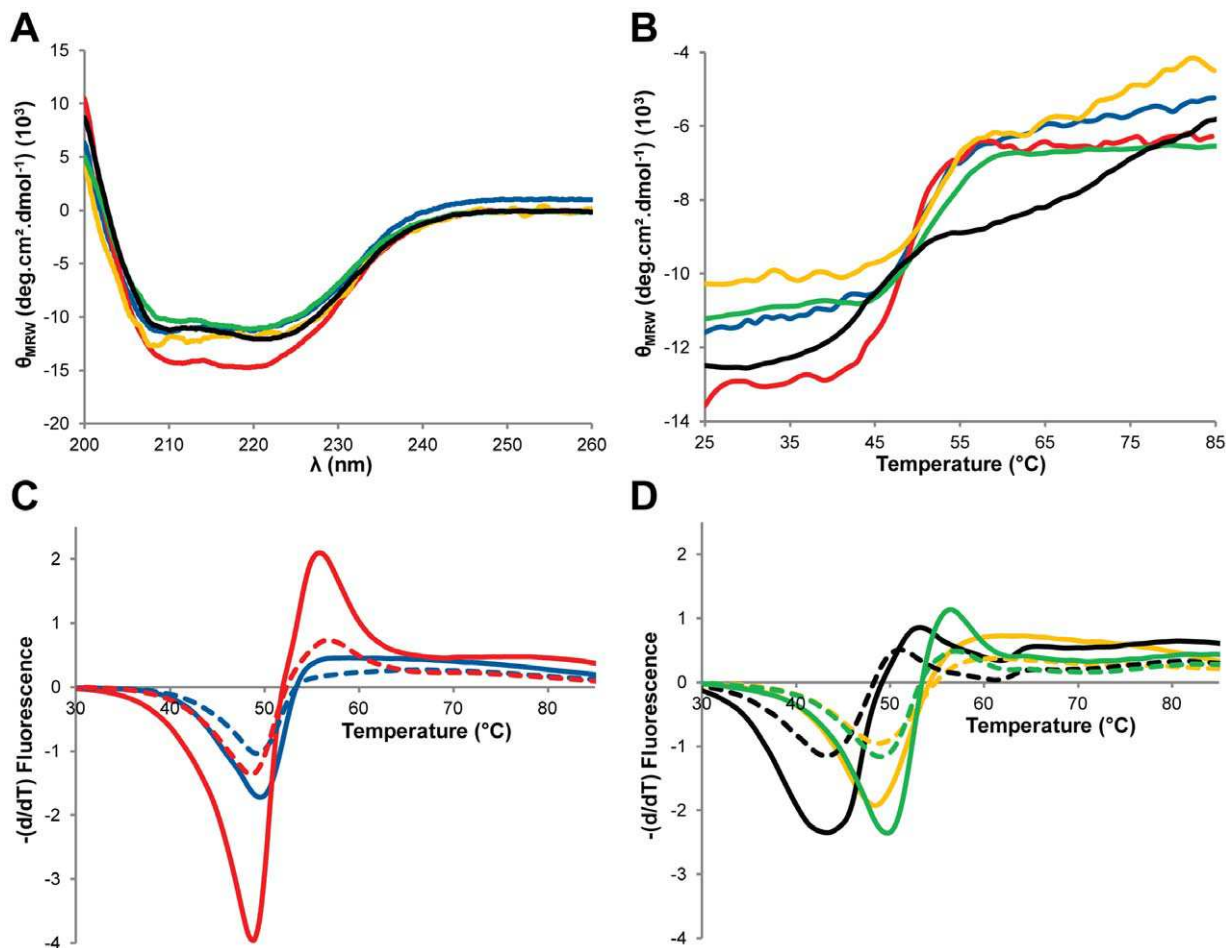 A
15
10
5
0
-5
-10
-15
-20
θMRW (deg.cm².dmol⁻¹) (10³)
200 210 220 230 240 250 260
λ (nm)
B
-4
-6
-8
-10
-12
-14
θMRW (deg.cm².dmol⁻¹) (10³)
25 35 45 55 65 75 85
Temperature (°C)
C
2
1
0
-1
-2
-3
-4
-(d/dT) Fluorescence
30 40 50 60 70 80
Temperature (°C)
D
2
1
0
-1
-2
-3
-4
-(d/dT) Fluorescence
30 40 50 60 70 80
Temperature (°C)